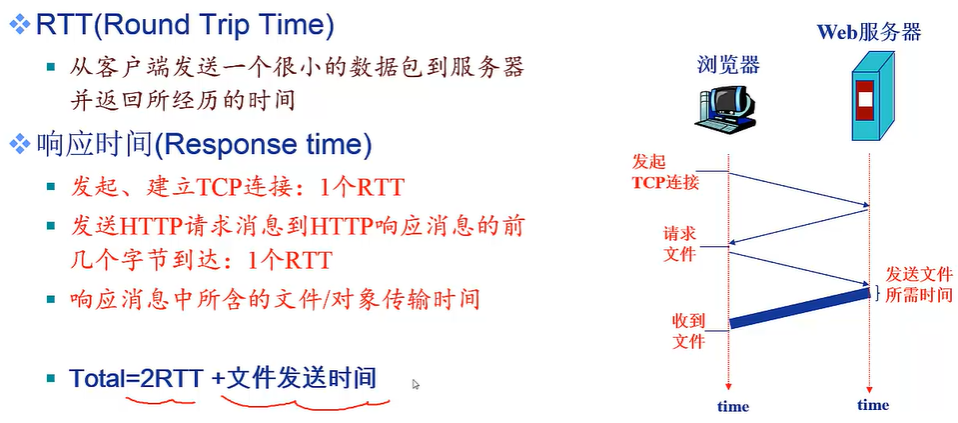 RTT(Round Trip Time)
从客户端发送一个很小的数据包到服务器
并返回所经历的时间
响应时间(Response time)
发起、建立TCP连接：1个RTT
发送HTTP请求消息到HTTP响应消息的前
几个字节到达：1个RTT
响应消息中所含的文件/对象传输时间
Total=2RTT +文件发送时间
Web服务器
浏览器
发起
TCP连接
请求
文件
发送文件
所需时间
收到
文件
time
time